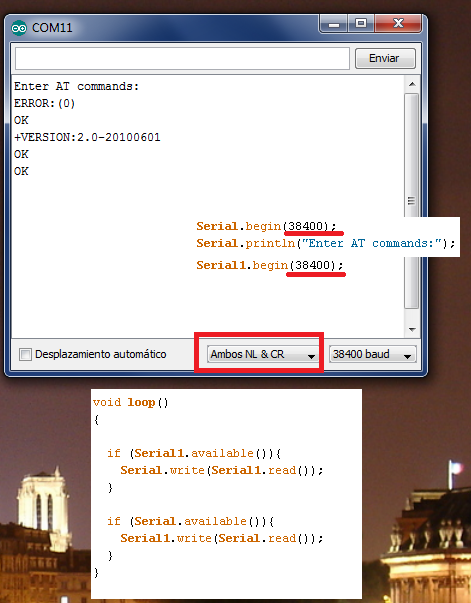 COM11
Enviar
Enter AT commands:
ERROR:(0)
OK
+VERSION:2.0-20100601
OK
OK
Serial.begin(38400);
Serial.println("Enter AT commands:");
Serial1.begin(38400);
Desplazamiento automático
Ambos NL & CR
38400 baud
void loop()
{
if (Serial1.available()){
Serial.write(Serial1.read());
}
if (Serial.available()){
Serial1.write(Serial.read());
}
}